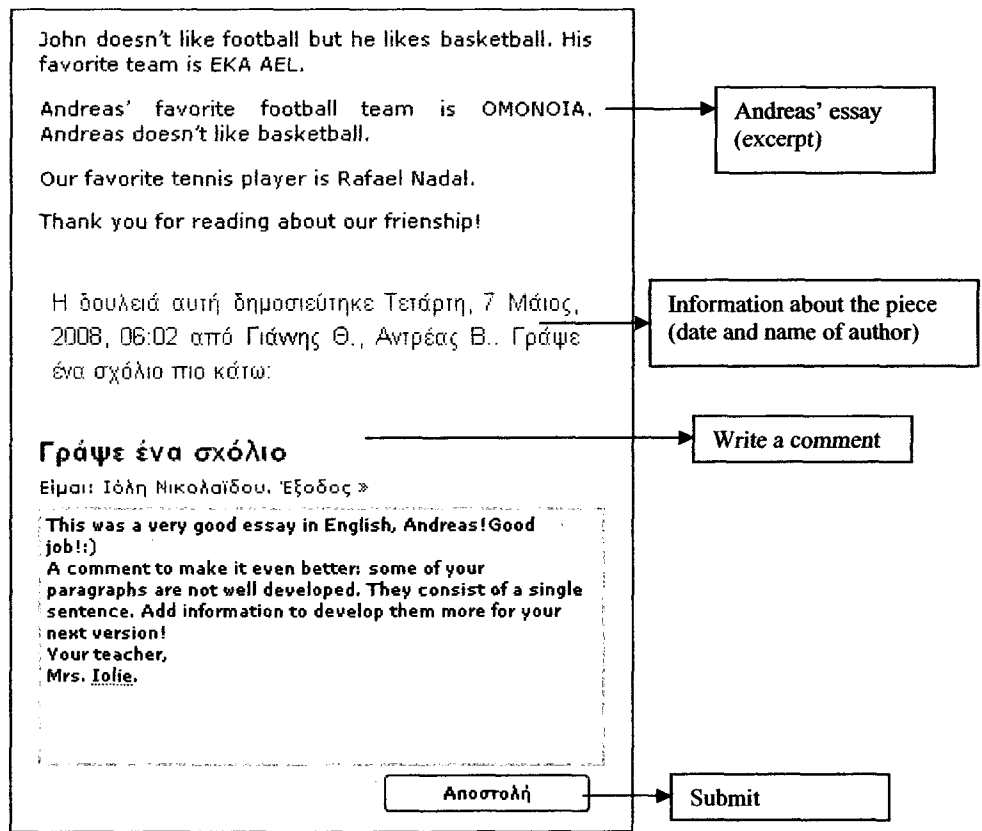 John doesn't like football but he likes basketball. His
favorite team is EKA AEL.
Andreas' favorite football team is OMONOIA.
Andreas doesn't like basketball.
Our favorite tennis player is Rafael Nadal.
Thank you for reading about our frienship!
Andreas' essay
(excerpt)
Η δουλειά αυτή δημοσιεύτηκε Τετάρτη, 7 Μάιος,
2008, 06:02 από Γιάννης Θ., Αντρέας Β.. Γράψε
ένα σχόλιο πιο κάτω:
Information about the piece
(date and name of author)
Γράψε ένα σχόλιο
Write a comment
Είμαι: Ιόλη Νικολαϊδου. Έξοδος »
This was a very good essay in English, Andreas!Good
job!:)
A comment to make it even better: some of your
paragraphs are not well developed. They consist of a single
sentence. Add information to develop them more for your
next version!
Your teacher,
Mrs. Iolie.
Αποστολή
Submit